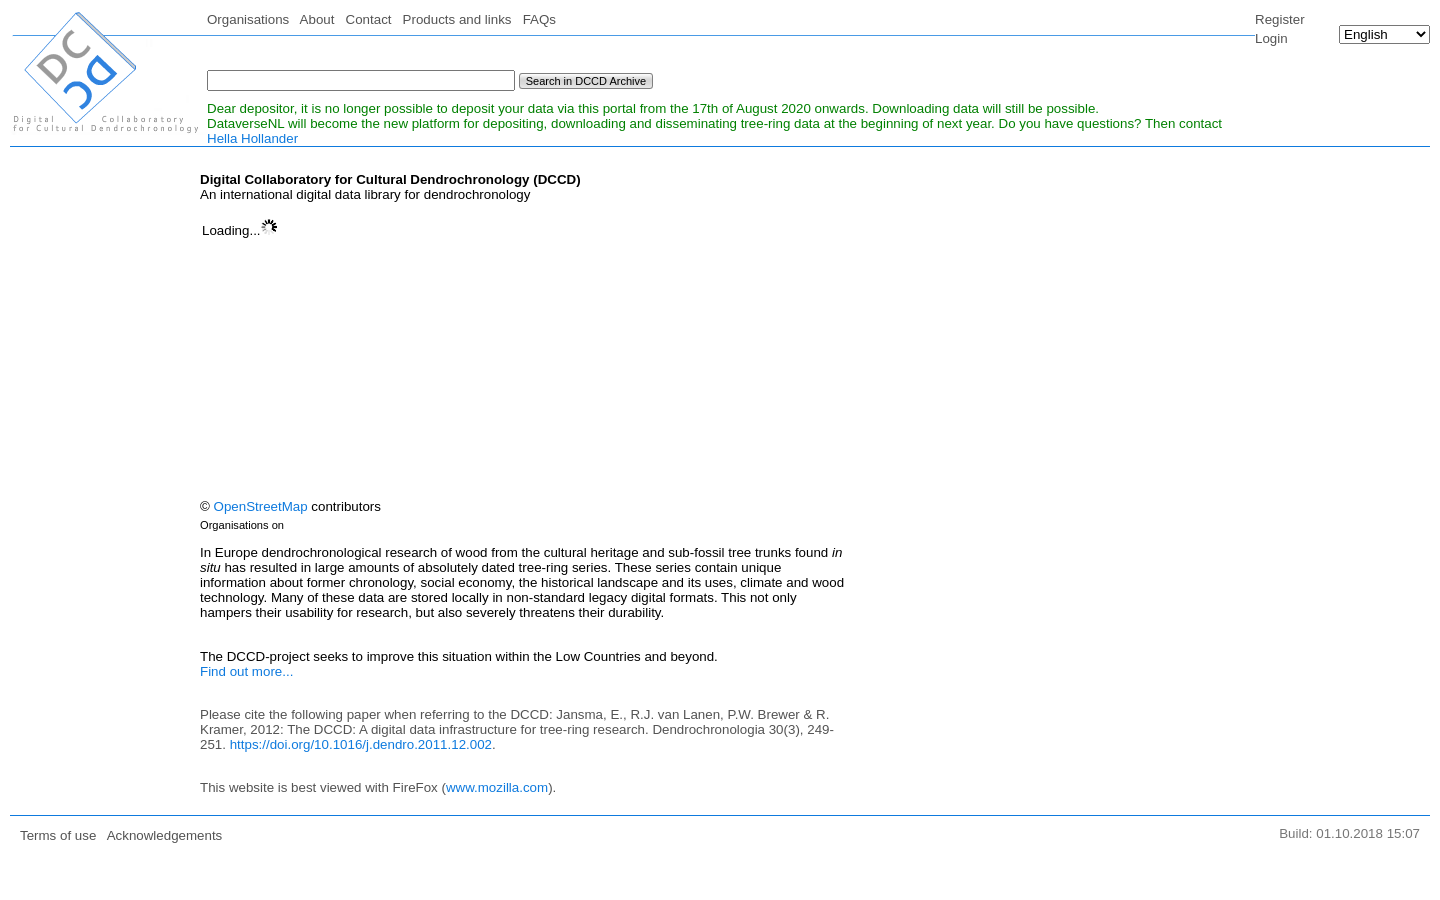 Organisations About Contact Products and links FAQs
Register
Login
English
DCCD
Digital Collaboratory
for Cultural Dendrochronology
Search in DCCD Archive
Dear depositor, it is no longer possible to deposit your data via this portal from the 17th of August 2020 onwards. Downloading data will still be possible.
DataverseNL will become the new platform for depositing, downloading and disseminating tree-ring data at the beginning of next year. Do you have questions? Then contact
Hella Hollander
Digital Collaboratory for Cultural Dendrochronology (DCCD)
An international digital data library for dendrochronology
Loading...
© OpenStreetMap contributors
Organisations on
In Europe dendrochronological research of wood from the cultural heritage and sub-fossil tree trunks found in
situ has resulted in large amounts of absolutely dated tree-ring series. These series contain unique
information about former chronology, social economy, the historical landscape and its uses, climate and wood
technology. Many of these data are stored locally in non-standard legacy digital formats. This not only
hampers their usability for research, but also severely threatens their durability.
The DCCD-project seeks to improve this situation within the Low Countries and beyond.
Find out more...
Please cite the following paper when referring to the DCCD: Jansma, E., R.J. van Lanen, P.W. Brewer & R.
Kramer, 2012: The DCCD: A digital data infrastructure for tree-ring research. Dendrochronologia 30(3), 249-
251. https://doi.org/10.1016/j.dendro.2011.12.002.
This website is best viewed with FireFox (www.mozilla.com).
Terms of use Acknowledgements
Build: 01.10.2018 15:07